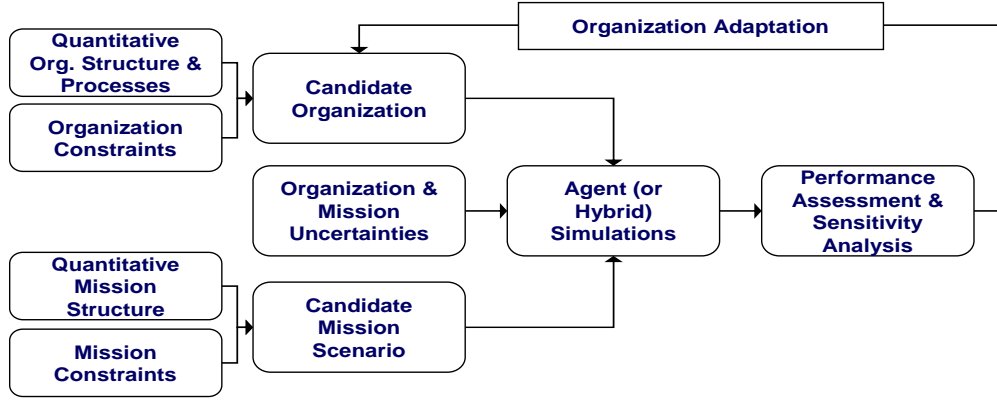 Organization Adaptation
Quantitative
Org. Structure &
Processes
Organization
Constraints
Candidate
Organization
Organization &
Mission
Uncertainties
Agent (or
Hybrid)
Simulations
Performance
Assessment &
Sensitivity
Analysis
Quantitative
Mission
Structure
Mission
Constraints
Candidate
Mission
Scenario